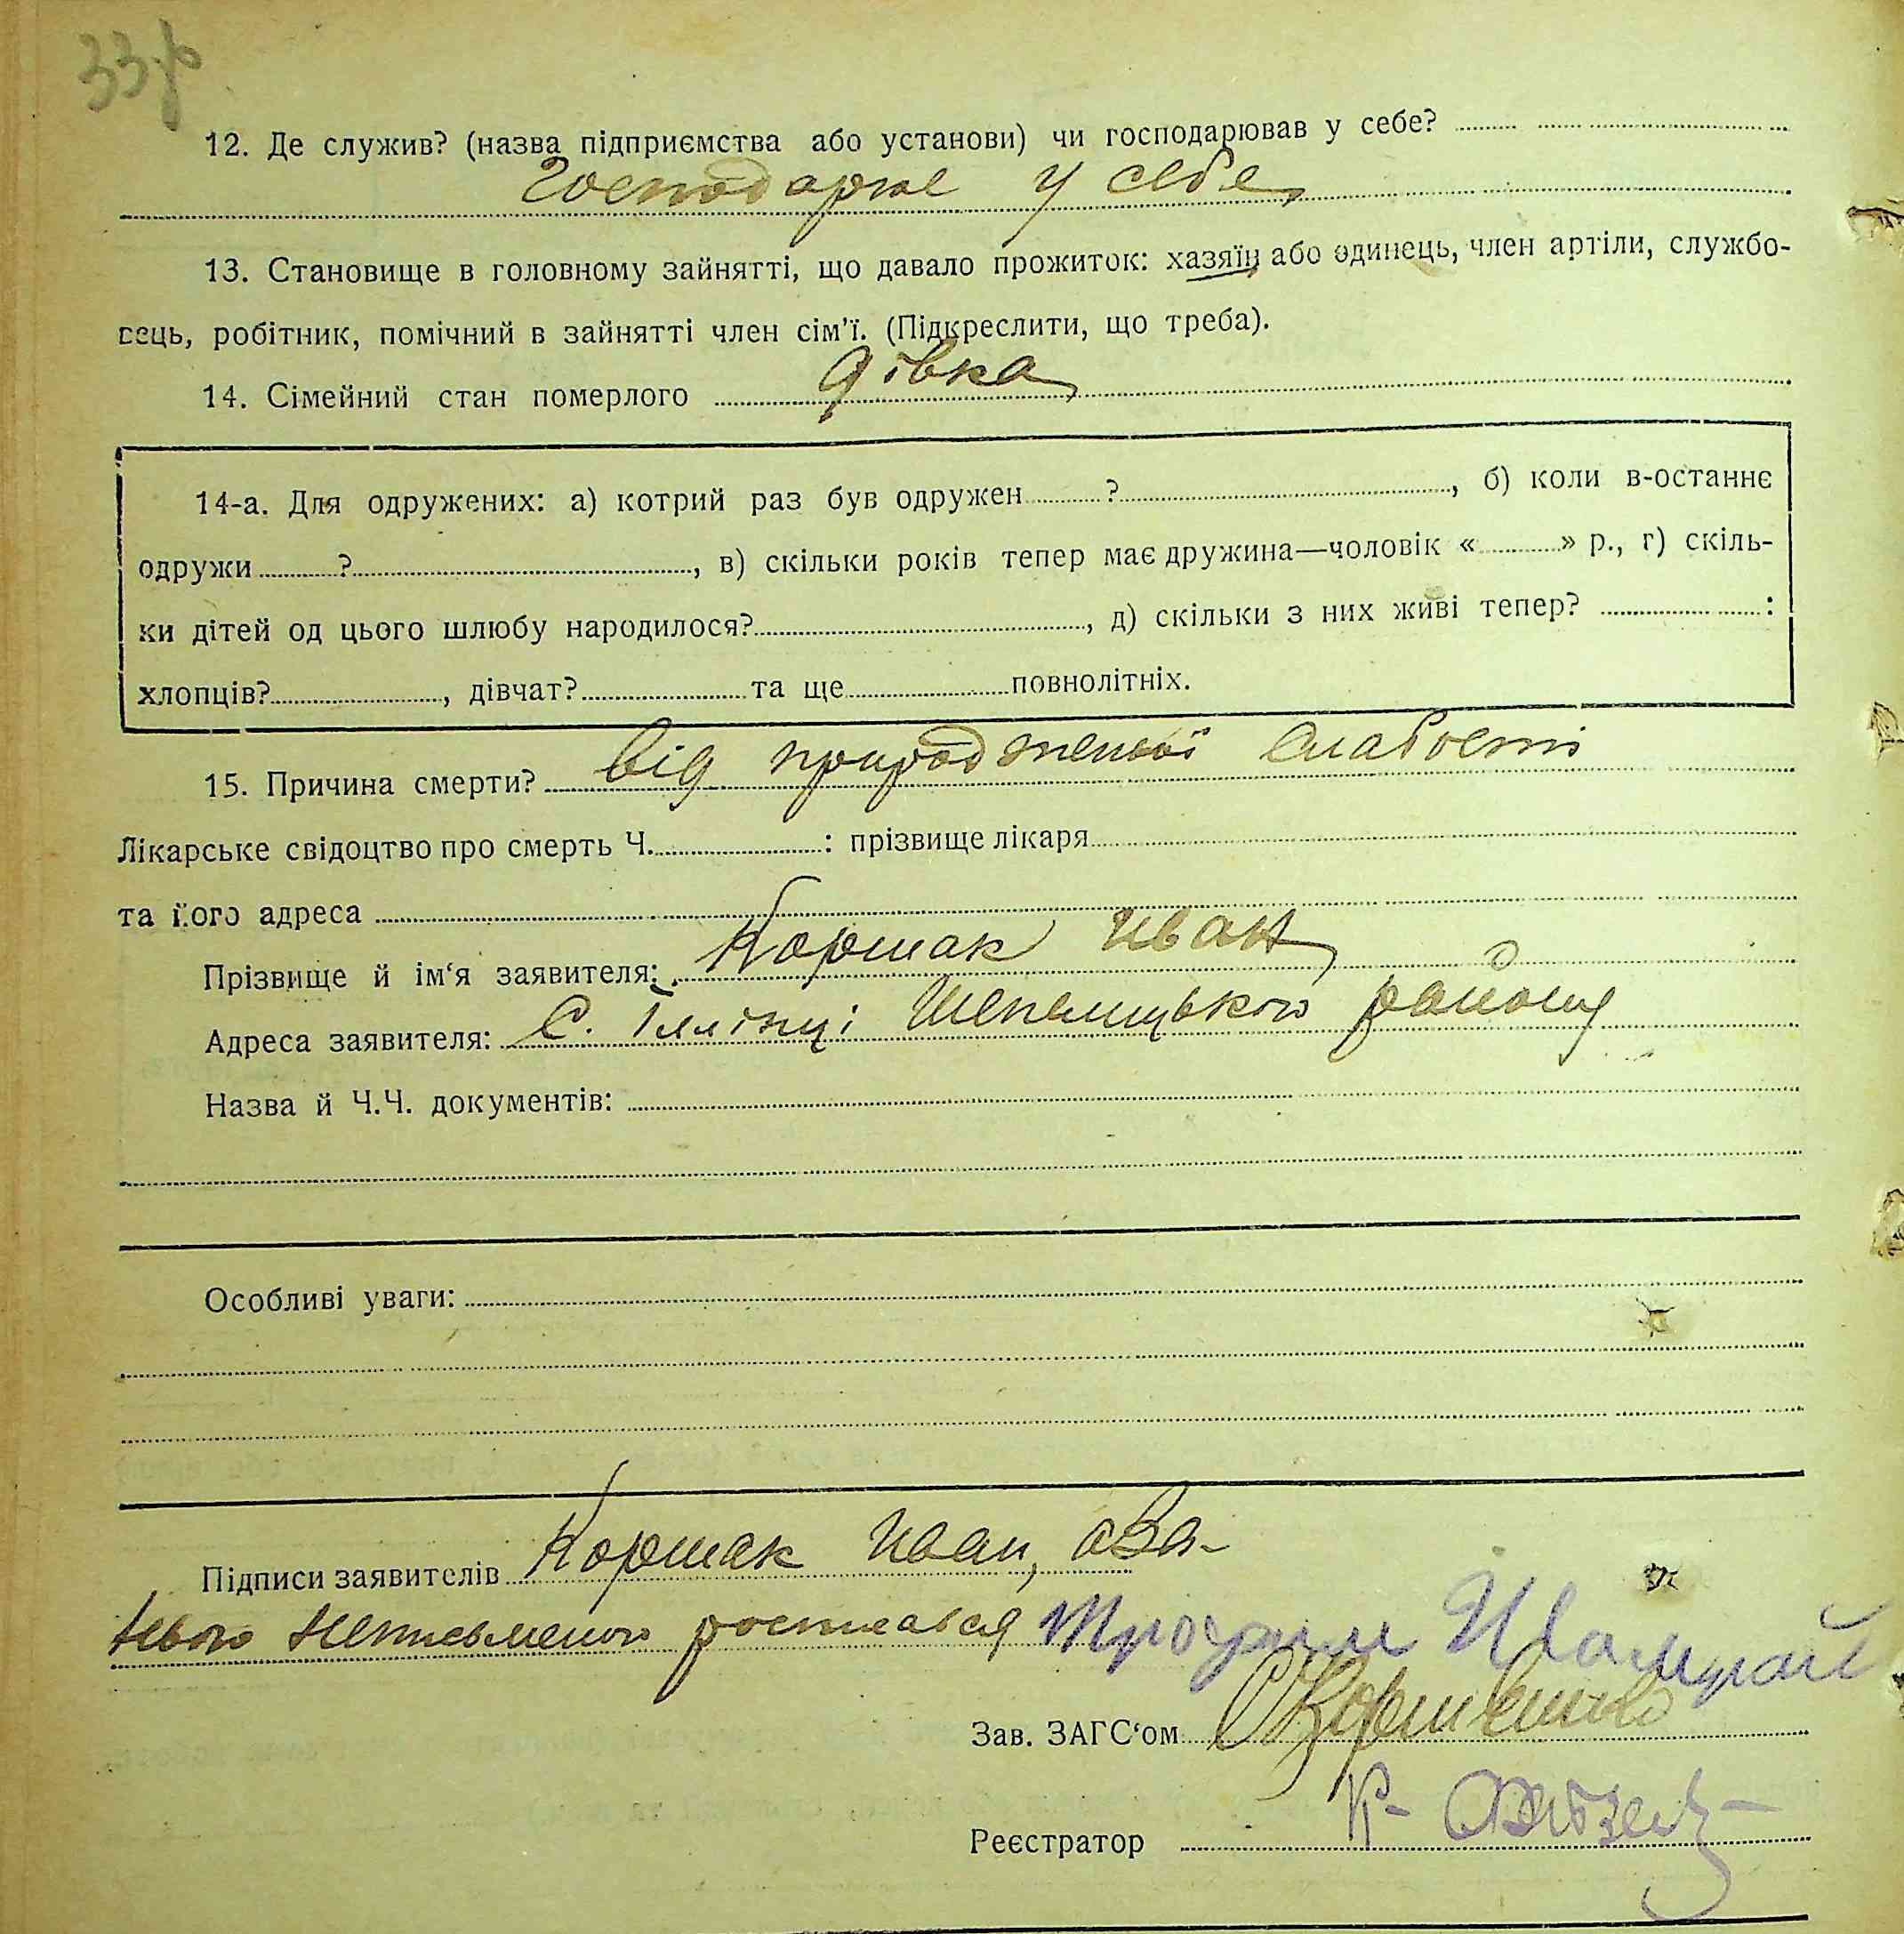 12. Де служив? (назва підприємства або установи) чи господарював у себе?
Господарює у себе
13. Становище в головному зайнятті, що давало прожиток: хазяїн або одинець, член артіли, службо-
вець, робітник, помічний в зайнятті член сім'ї. (Підкреслити, що треба).
14. Сімейний стан померлого дівка
14-а. Для одружених: а) котрий раз був одружен ? , б) коли в-останнє
одружи ? , в) скільки років тепер має дружина—чоловік « » р., г) скіль-
ки дітей од цього шлюбу народилося? , д) скільки з них живі тепер? :
хлопців? , дівчат? та ще повнолітніх.
15. Причина смерти? від природженої слабости
Лікарське свідоцтво про смерть Ч. : прізвище лікаря
та його адреса
Прізвище й ім‘я заявителя: Коршак Иван
Адреса заявителя: С. Іллінці району
Назва й Ч.Ч. документів:
Особливі уваги:
Підписи заявителів Коршак Иван, а за
його неписьменого росписався
Зав. ЗАГС‘ом
Реєстратор